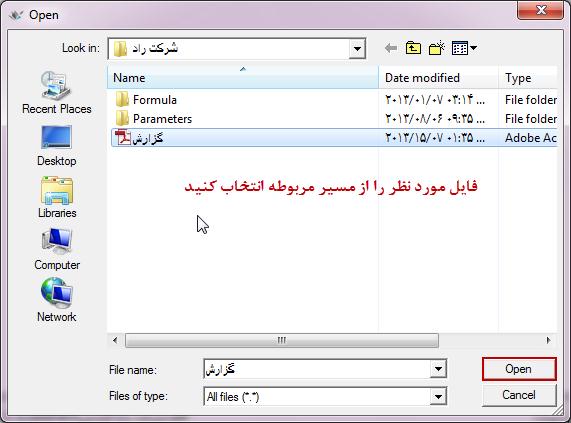 Open
Look in: شرکت راد
Name Date modified Type
Formula ۲۰۱۳/۰۱/۰۷ ۰۳:۱۴ ... File folder
Parameters ۲۰۱۳/۰۸/۰۶ ۰۹:۳۵ ... File folder
گزارش ۲۰۱۳/۱۵/۰۷ ۰۱:۳۵ ... Adobe Ac
فایل مورد نظر را از مسیر مربوطه انتخاب کنید
Recent Places
Desktop
Libraries
Computer
Network
File name: گزارش Open
Files of type: All files (*.*) Cancel